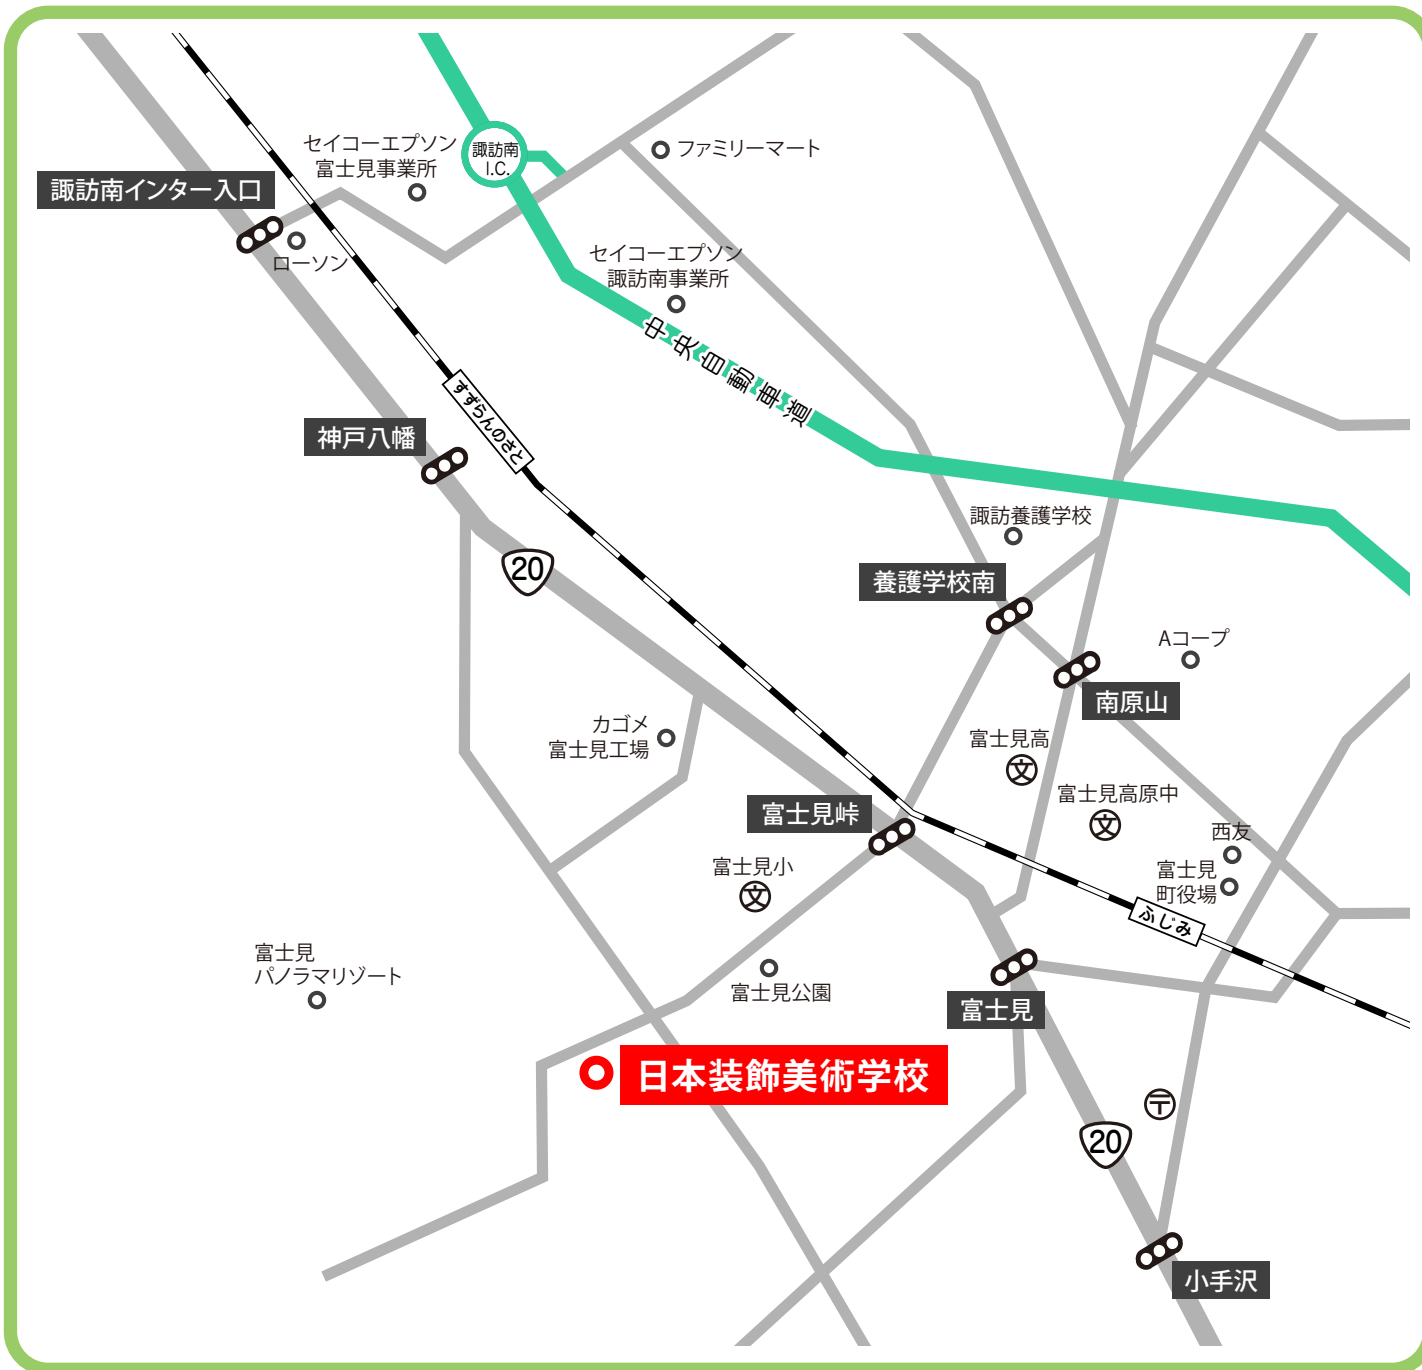 セイコーエプソン
富士見事業所
諏訪南
I.C.
ファミリーマート
諏訪南インター入口
ローソン
セイコーエプソン
諏訪南事業所
中央自動車道
すずらんのさと
神戸八幡
20
諏訪養護学校
養護学校南
Aコープ
南原山
カゴメ
富士見工場
富士見高
文
富士見高原中
文
富士見峠
西友
富士見
町役場
富士見小
文
ふじみ
富士見
パノラマリゾート
富士見公園
富士見
日本装飾美術学校
〒
20
小手沢